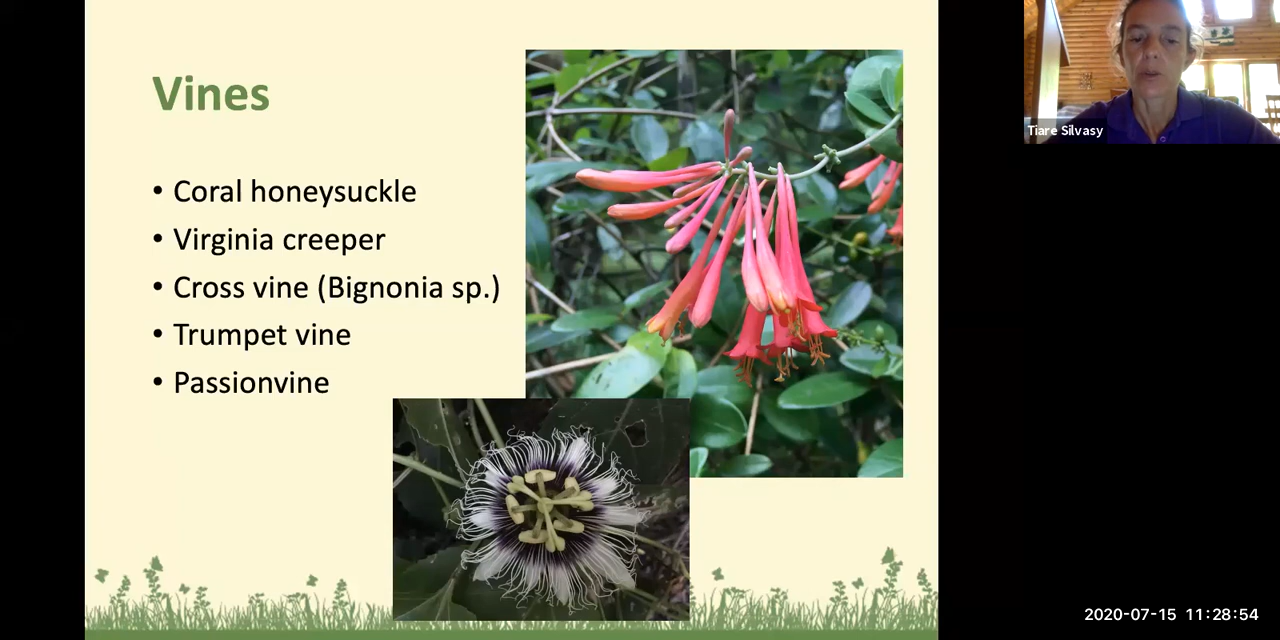 Vines
• Coral honeysuckle
• Virginia creeper
• Cross vine (Bignonia sp.)
• Trumpet vine
• Passionvine
Tiare Silvasy
2020-07-15 11:28:54